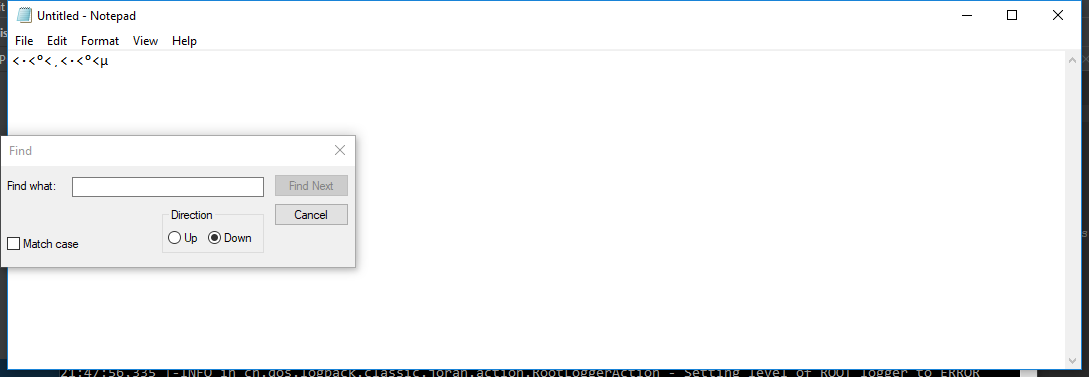 Untitled - Notepad
File Edit Format View Help
<·<º<¸<·<º<µ
Find
Find what:
Find Next
Direction
Cancel
Up Down
Match case
21:47:56.335 |-INFO in ch.qos.logback.classic.joran.action.RootLoggerAction - Setting level of ROOT logger to ERROR